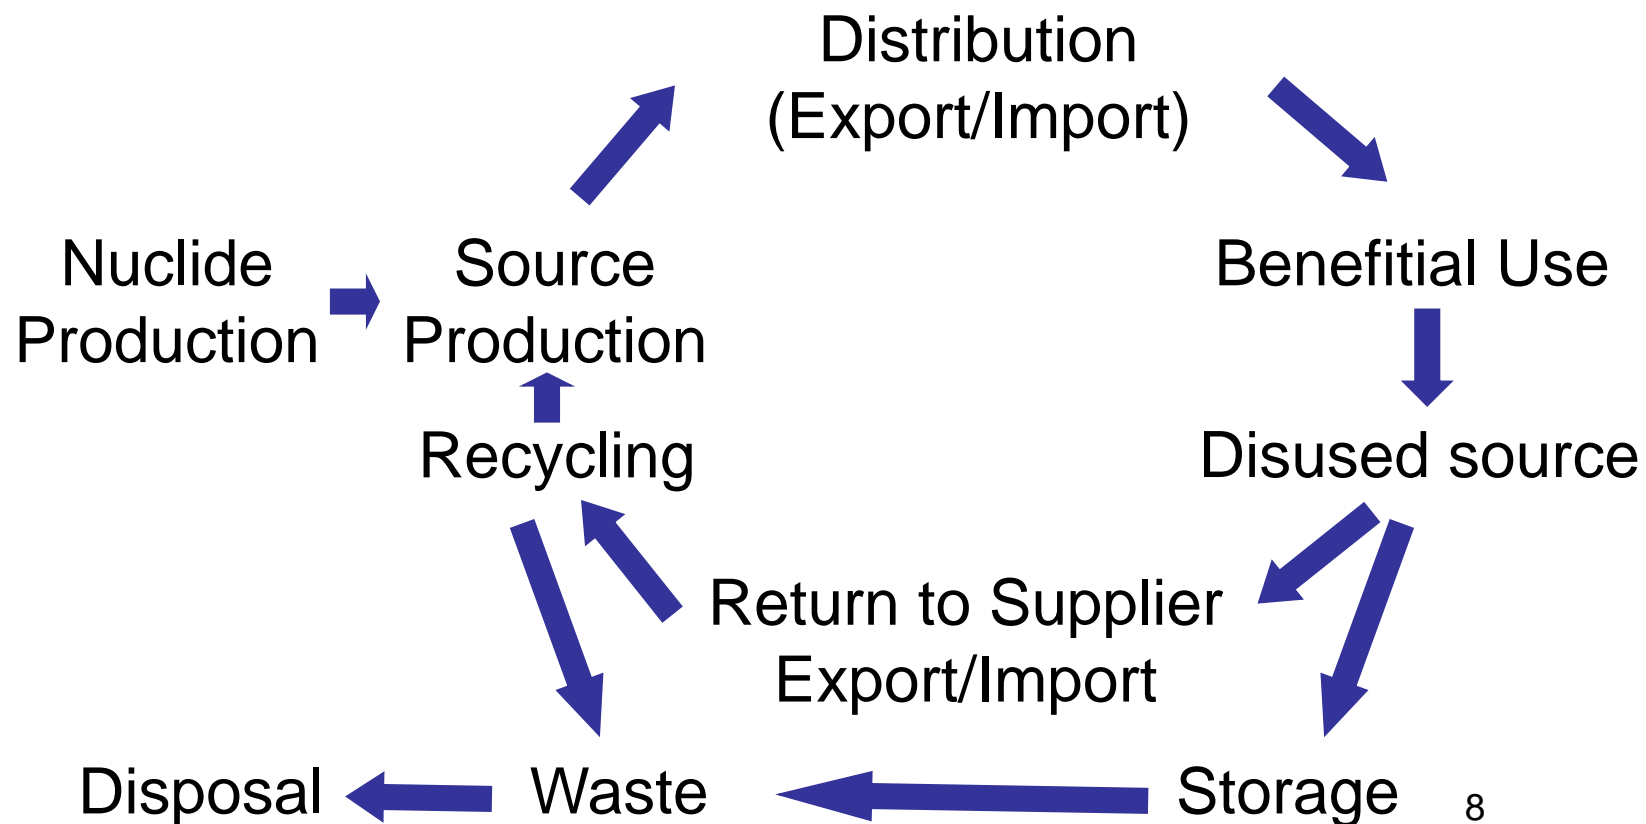 Distribution
(Export/Import)
Nuclide
Production
Source
Production
Benefitial Use
Recycling
Disused source
Return to Supplier
Export/Import
Disposal
Waste
Storage
8